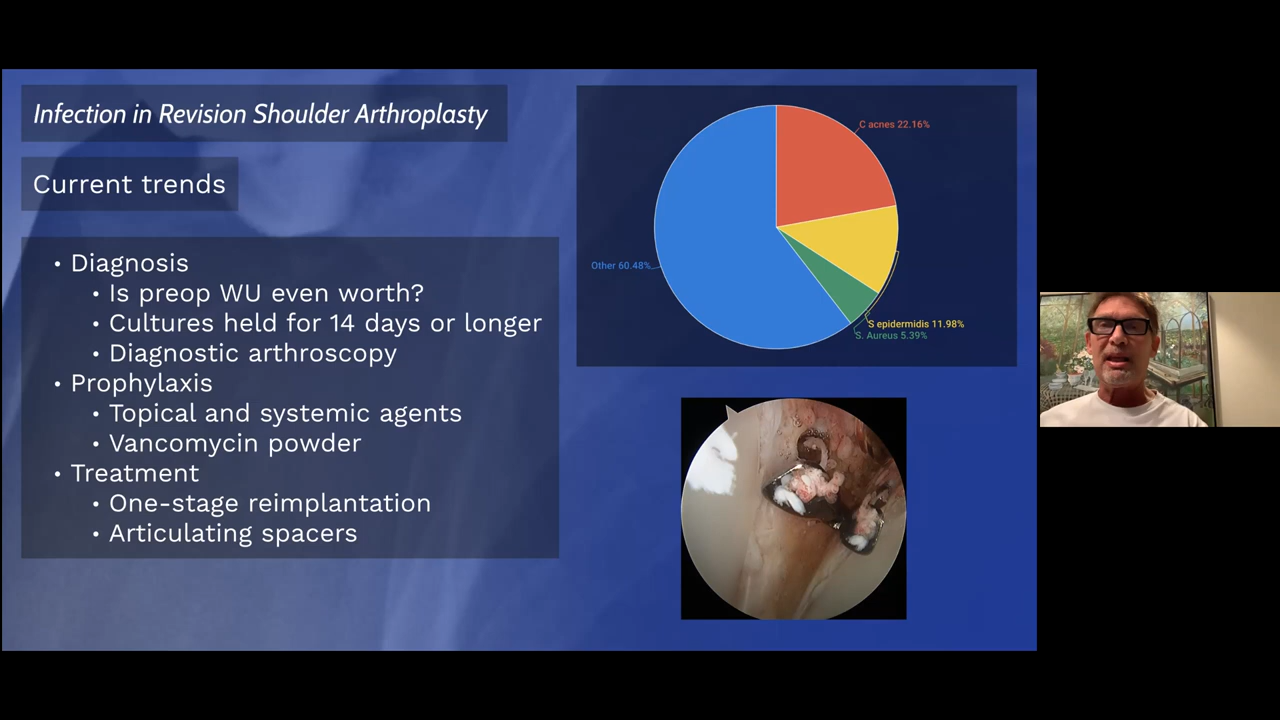 Infection in Revision Shoulder Arthroplasty
Current trends
• Diagnosis
• Is preop WU even worth?
• Cultures held for 14 days or longer
• Diagnostic arthroscopy
• Prophylaxis
• Topical and systemic agents
• Vancomycin powder
• Treatment
• One-stage reimplantation
• Articulating spacers
C acnes 22.16%
Other 60.48%
S epidermidis 11.98%
S. Aureus 5.39%